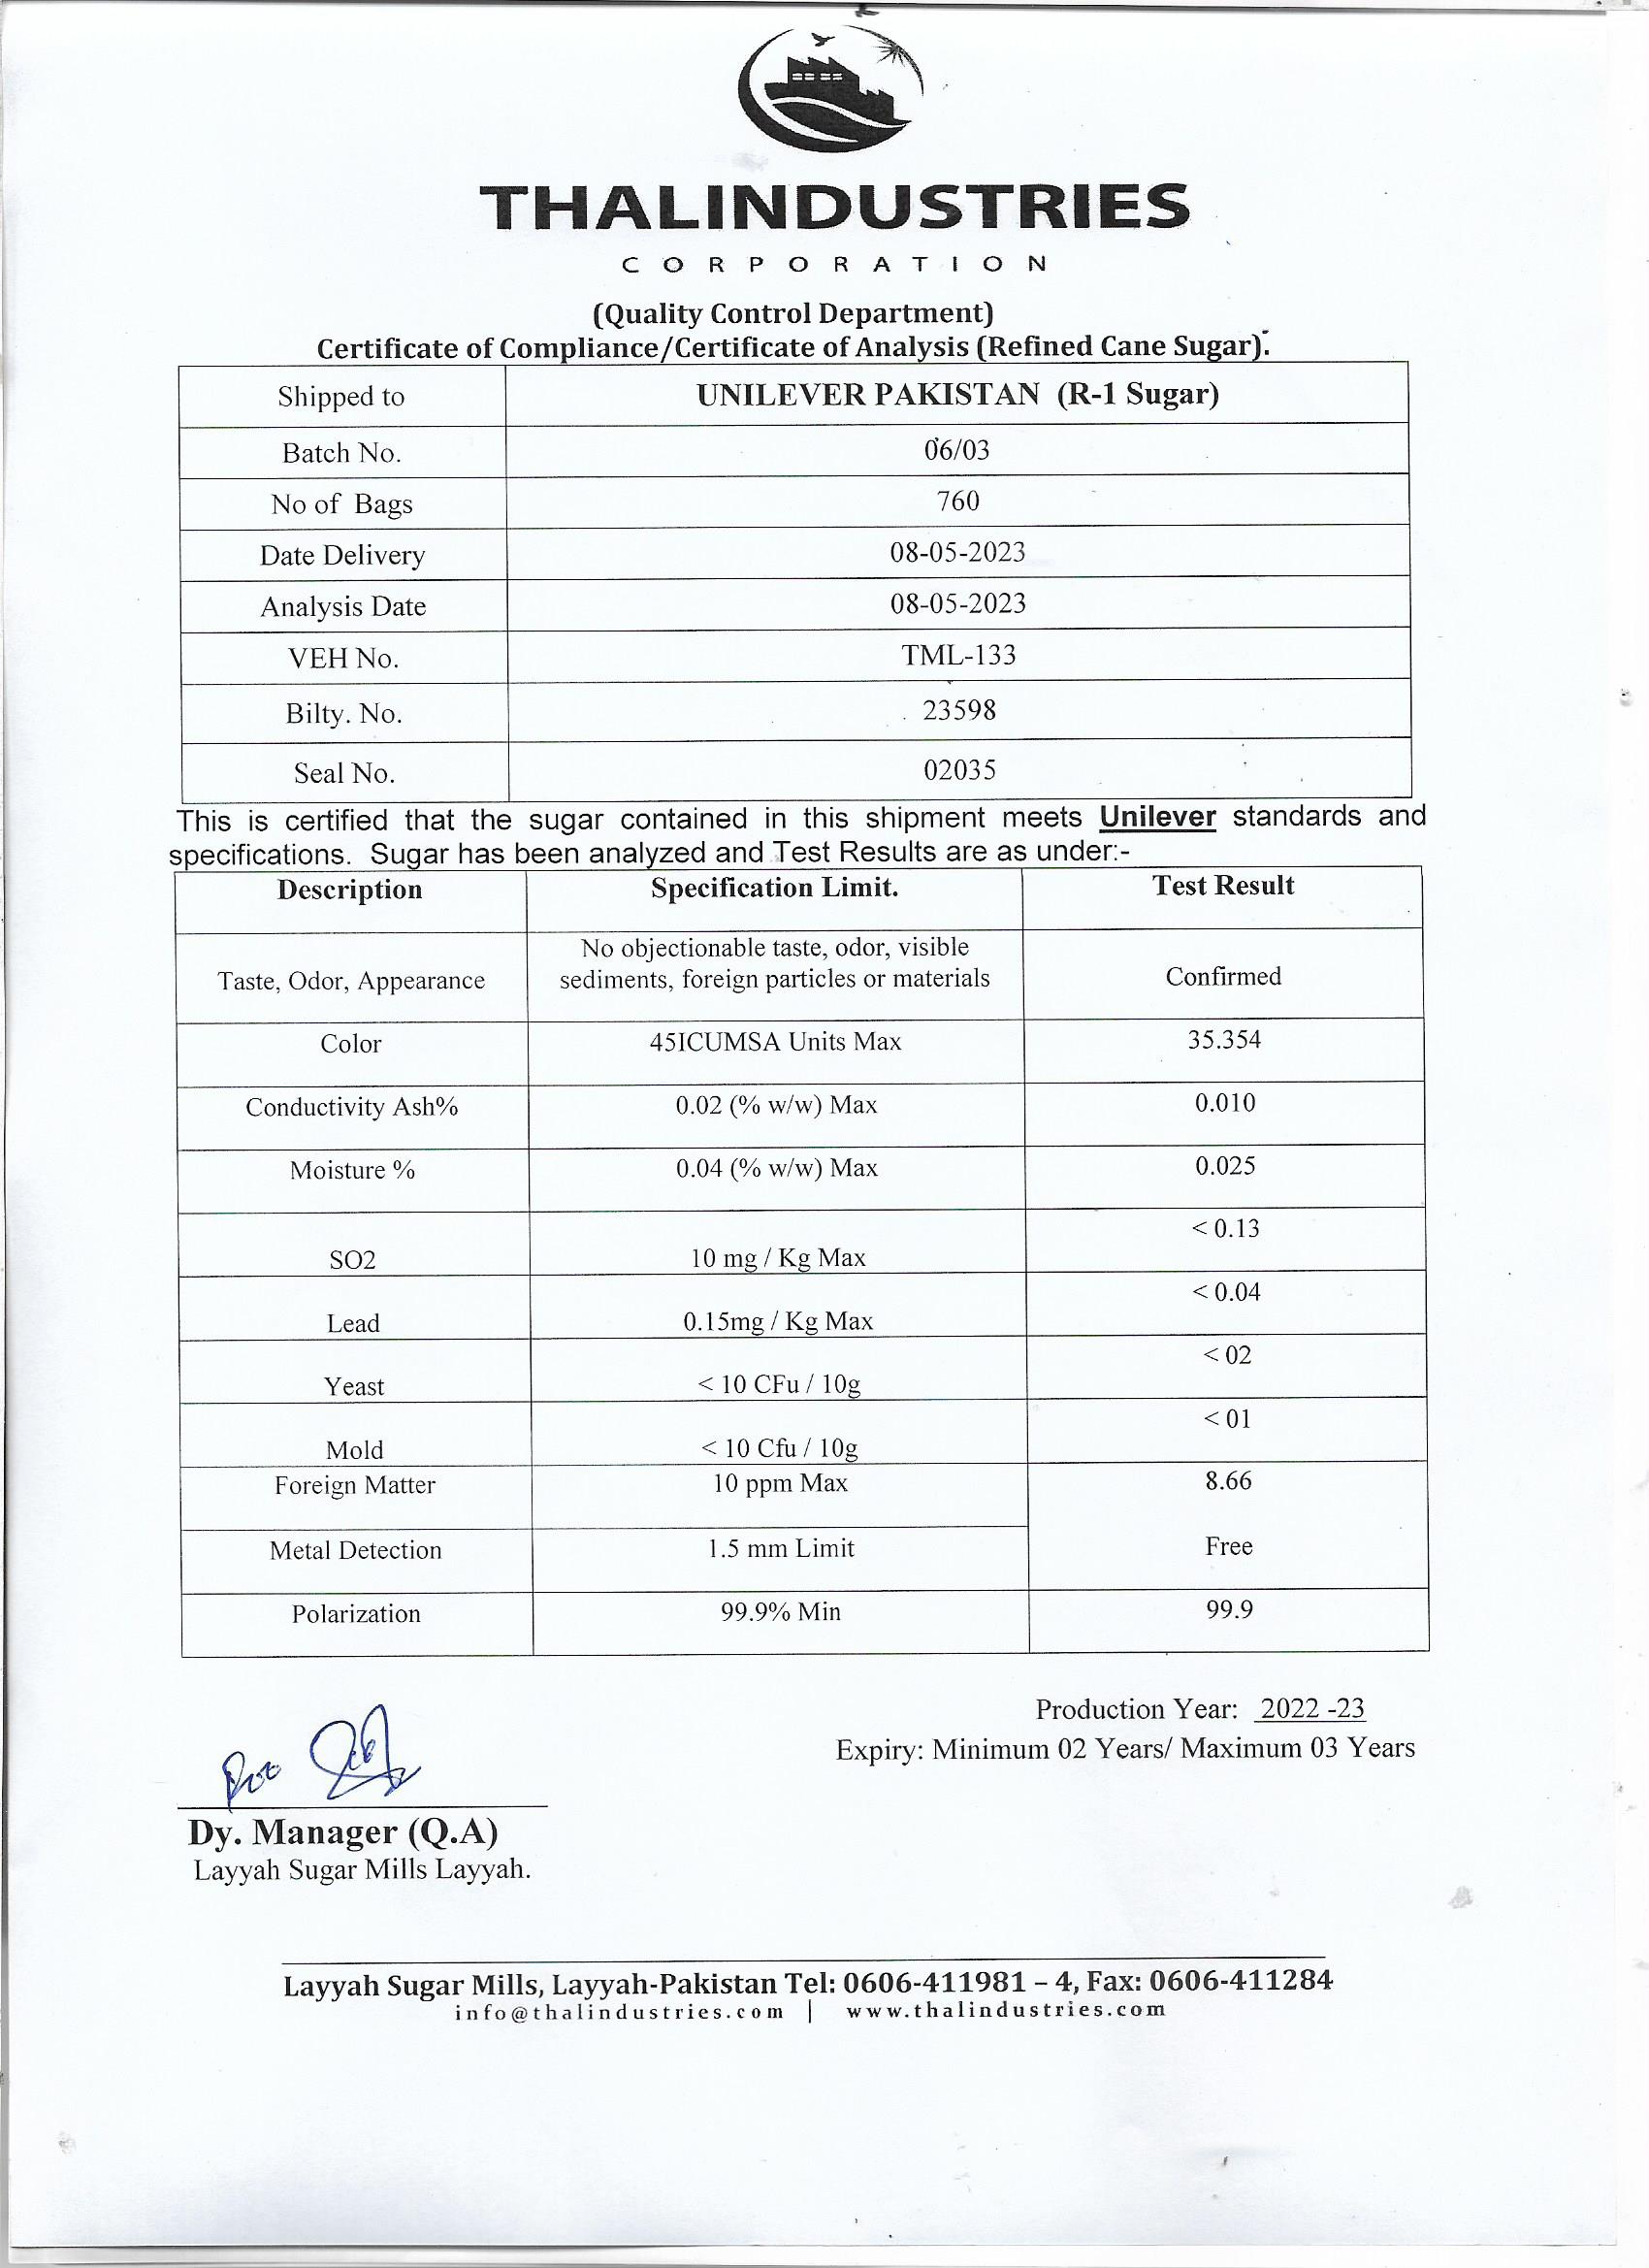 THALINDUSTRIES
CORPORATION
(Quality Control Department)
Certificate of Compliance/Certificate of Analysis (Refined Cane Sugar).
Shipped to UNILEVER PAKISTAN (R-1 Sugar)
Batch No. 06/03
No of Bags 760
Date Delivery 08-05-2023
Analysis Date 08-05-2023
VEH No. TML-133
Bilty. No. 23598
Seal No. 02035
This is certified that the sugar contained in this shipment meets Unilever standards and
specifications. Sugar has been analyzed and Test Results are as under:-
Description Specification Limit. Test Result
No objectionable taste, odor, visible
Taste, Odor, Appearance sediments, foreign particles or materials Confirmed
Color 45ICUMSA Units Max 35.354
Conductivity Ash% 0.02 (% w/w) Max 0.010
Moisture % 0.04 (% w/w) Max 0.025
SO2 10 mg / Kg Max < 0.13
Lead 0.15mg / Kg Max < 0.04
Yeast < 10 CFu / 10g < 02
Mold < 10 Cfu / 10g < 01
Foreign Matter 10 ppm Max 8.66
Metal Detection 1.5 mm Limit Free
Polarization 99.9% Min 99.9
Production Year: 2022 -23
Expiry: Minimum 02 Years/ Maximum 03 Years
Dy. Manager (Q.A)
Layyah Sugar Mills Layyah.
Layyah Sugar Mills, Layyah-Pakistan Tel: 0606-411981 – 4, Fax: 0606-411284
info@thalindustries.com | www.thalindustries.com